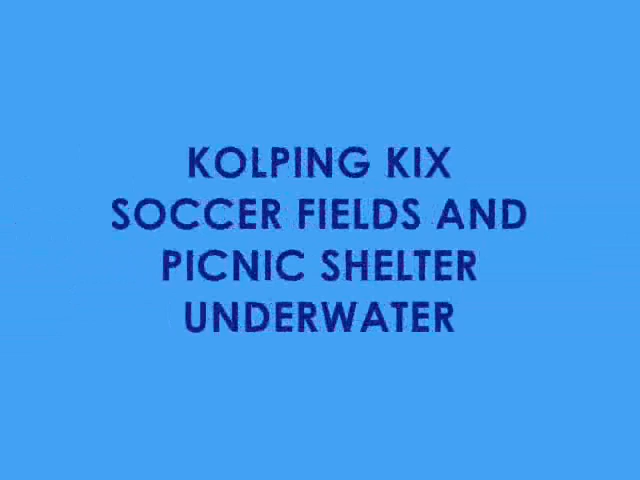 KOLPING KIX
SOCCER FIELDS AND
PICNIC SHELTER
UNDERWATER